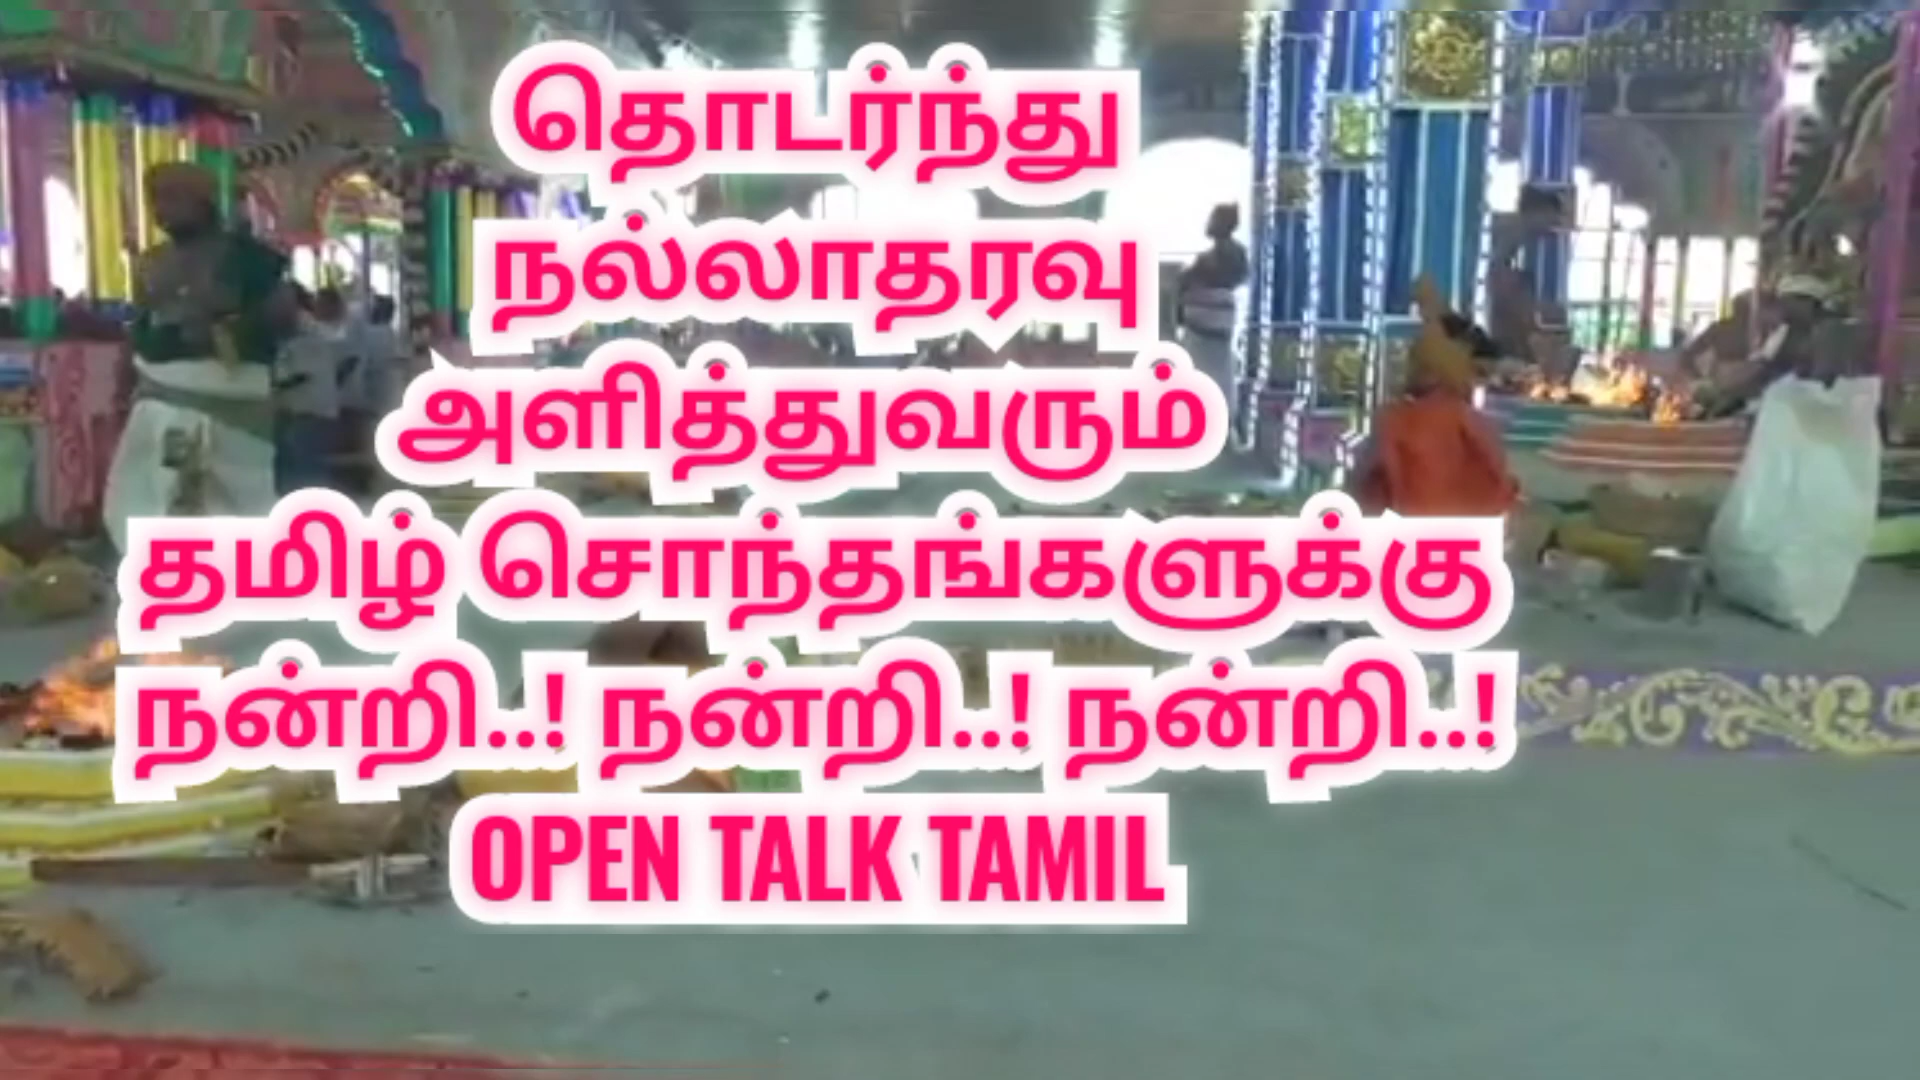 தொடர்ந்து
நல்லாதரவு
அளித்துவரும்
தமிழ் சொந்தங்களுக்கு
நன்றி..! நன்றி..! நன்றி..!
OPEN TALK TAMIL